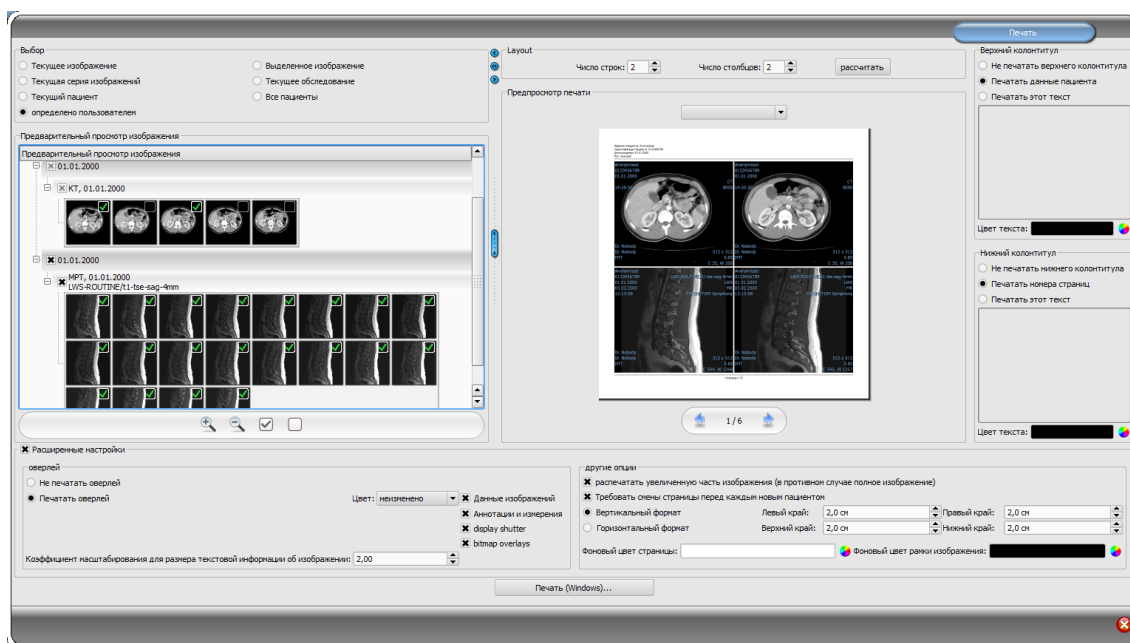 Печать
Выбор
Текущее изображение
Выделенное изображение
Текущая серия изображений
Текущее обследование
Текущий пациент
Все пациенты
определено пользователем
Предварительный просмотр изображения
Предварительный просмотр изображения
01.01.2000
КТ, 01.01.2000
01.01.2000
МРТ, 01.01.2000
LWS-ROUTINE/t1-tse-sag-4mm
Layout
Число строк: 2
Число столбцов: 2
рассчитать
Предпросмотр печати
1/6
Верхний колонтитул
Не печатать верхнего колонтитула
Печатать данные пациента
Печатать этот текст
Цвет текста:
Нижний колонтитул
Не печатать нижнего колонтитула
Печатать номера страниц
Печатать этот текст
Цвет текста:
Расширенные настройки
оверлей
Не печатать оверлей
Печатать оверлей
Цвет: неизменено
Данные изображений
Аннотации и измерения
display shutter
bitmap overlays
Коэффициент масштабирования для размера текстовой информации об изображении: 2,00
другие опции
распечатать увеличенную часть изображения (в противном случае полное изображение)
Требовать смены страницы перед каждым новым пациентом
Вертикальный формат
Левый край: 2,0 cm
Правый край: 2,0 cm
Горизонтальный формат
Верхний край: 2,0 cm
Нижний край: 2,0 cm
Фоновый цвет страницы:
Фоновый цвет рамки изображения:
Печать (Windows)...